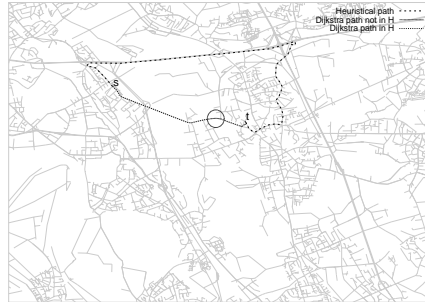 Heuristical path
Dijkstra path not in H
Dijkstra path in H
s
t